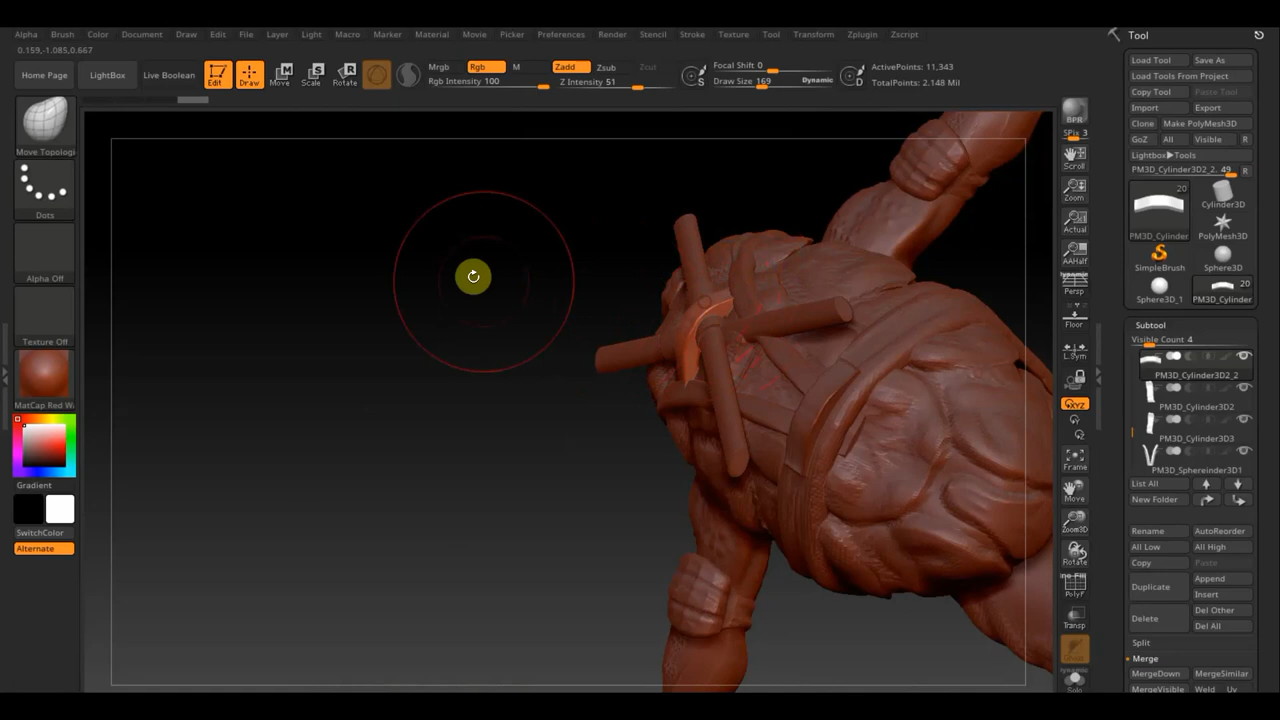 Alpha Brush Color Document Draw Edit File Layer Light Macro Marker Material Movie Picker Preferences Render Stencil Stroke Texture Tool Transform Zplugin Zscript
Tool
0.159,-1.085,0.667
Home Page LightBox Live Boolean Edit Draw Move Scale Rotate
Mrgb Rgb M Zadd Zsub Zcut
Rgb Intensity 100 Z Intensity 51
Focal Shift 0
Draw Size 169 Dynamic
ActivePoints: 11,343
TotalPoints: 2.148 Mil
Move Topologi
Dots
Alpha Off
Texture Off
MatCap Red W
Gradient
SwitchColor
Alternate
BPR
SPix 3
Scroll
Zoom
Actual
AAHalf
Persp
Floor
L.Sym
XYZ
Frame
Move
Zoom3D
Rotate
PolyF
Transp
Solo
Load Tool Save As
Load Tools From Project
Copy Tool Paste Tool
Import Export
Clone Make PolyMesh3D
GoZ All Visible R
Lightbox▶Tools
PM3D_Cylinder3D2_2. 49 R
20
PM3D_Cylinder Cylinder3D
PolyMesh3D
SimpleBrush Sphere3D
20
Sphere3D_1 PM3D_Cylinder
Subtool
Visible Count 4
PM3D_Cylinder3D2_2
PM3D_Cylinder3D2
PM3D_Cylinder3D3
PM3D_Sphereinder3D1
List All
New Folder
Rename AutoReorder
All Low All High
Copy Paste
Duplicate Append
Insert
Delete Del Other
Del All
Split
Merge
MergeDown MergeSimilar
MergeVisible Weld Uv